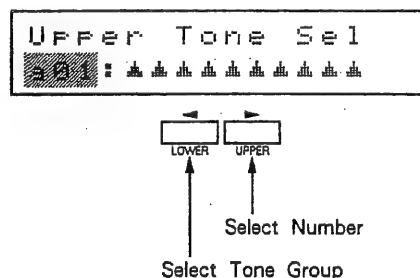 Upper Tone Sel
a01:
LOWER UPPER
Select Number
Select Tone Group